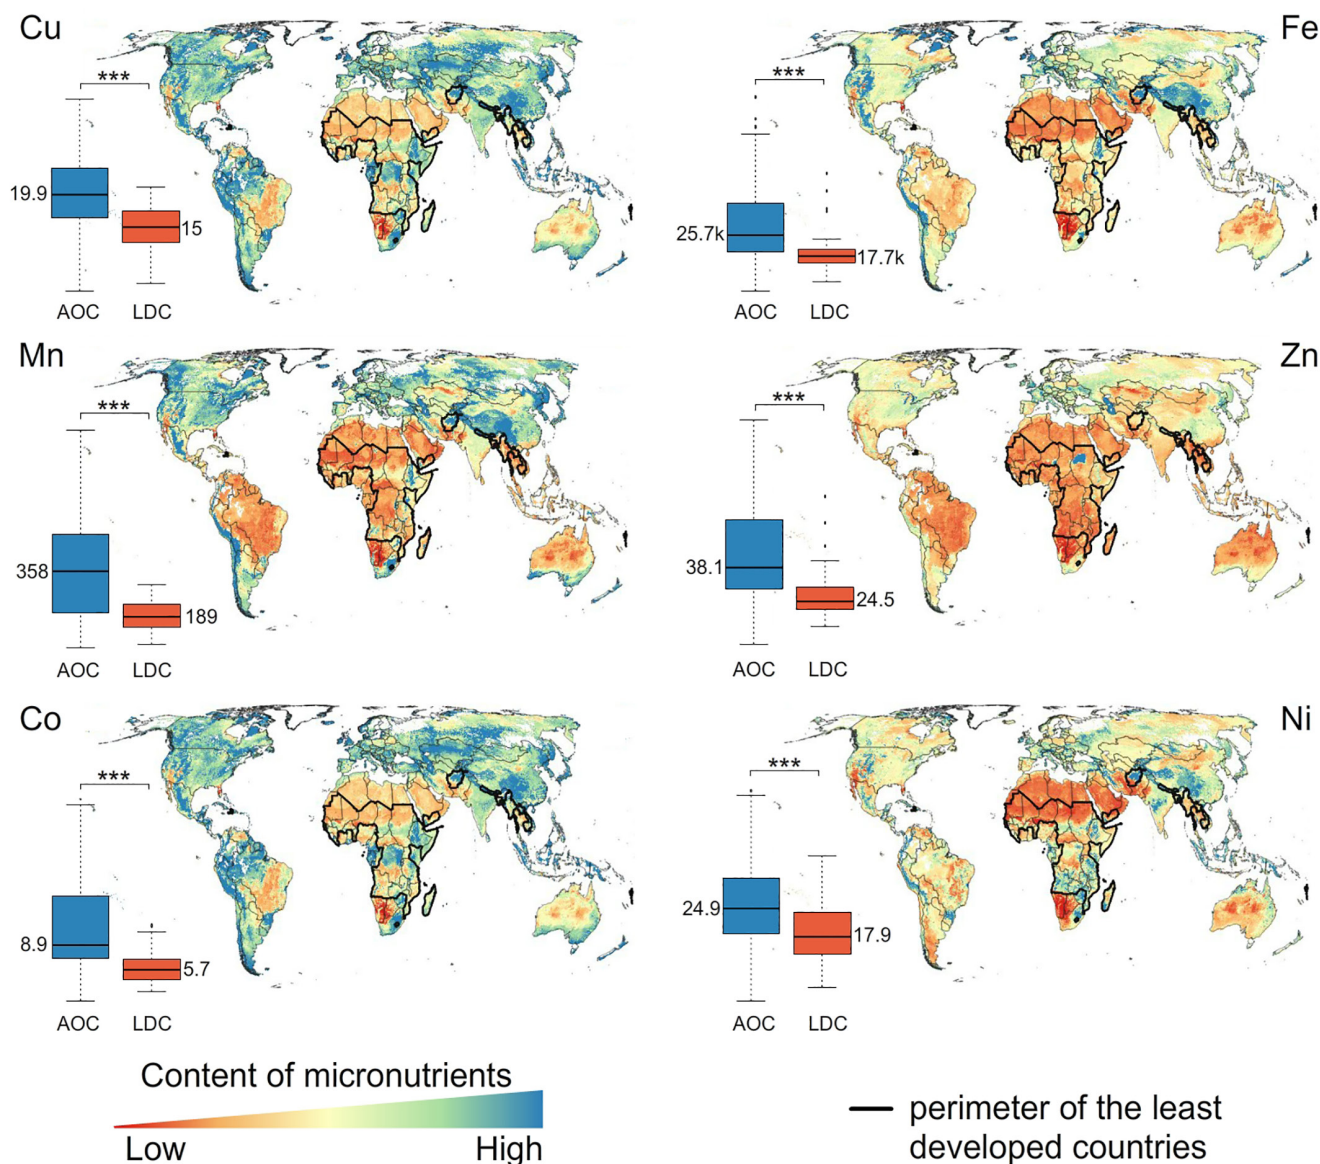 Cu
Fe
***
***
19.9
15
25.7k
17.7k
AOC LDC
AOC LDC
Mn
Zn
***
***
358
189
38.1
24.5
AOC LDC
AOC LDC
Co
Ni
***
***
8.9
5.7
24.9
17.9
AOC LDC
AOC LDC
Content of micronutrients
Low High
perimeter of the least
developed countries